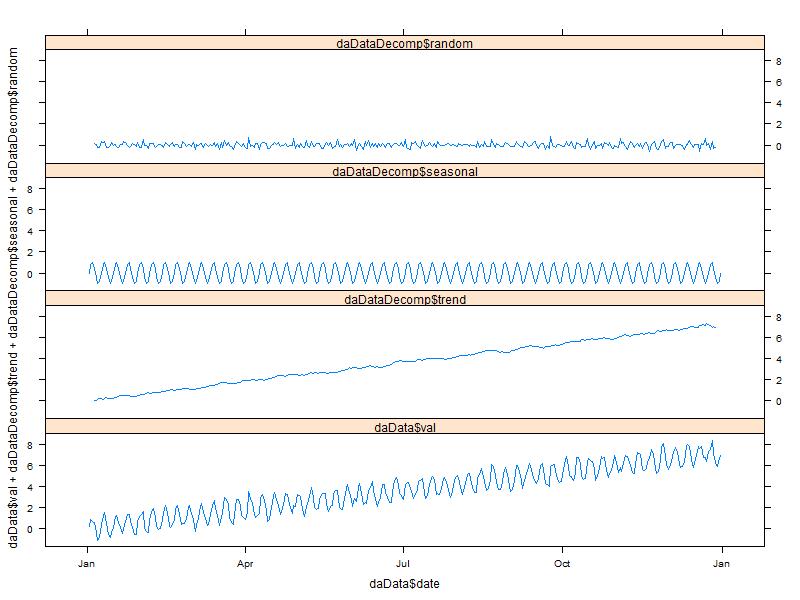 daDataDecomp$random
8
6
4
2
0
daDataDecomp$seasonal
8
6
4
2
0
daDataDecomp$trend
8
6
4
2
0
daData$val
8
6
4
2
0
Jan Apr Jul Oct Jan
daData$date
daData$val + daDataDecomp$trend + daDataDecomp$seasonal + daDataDecomp$random